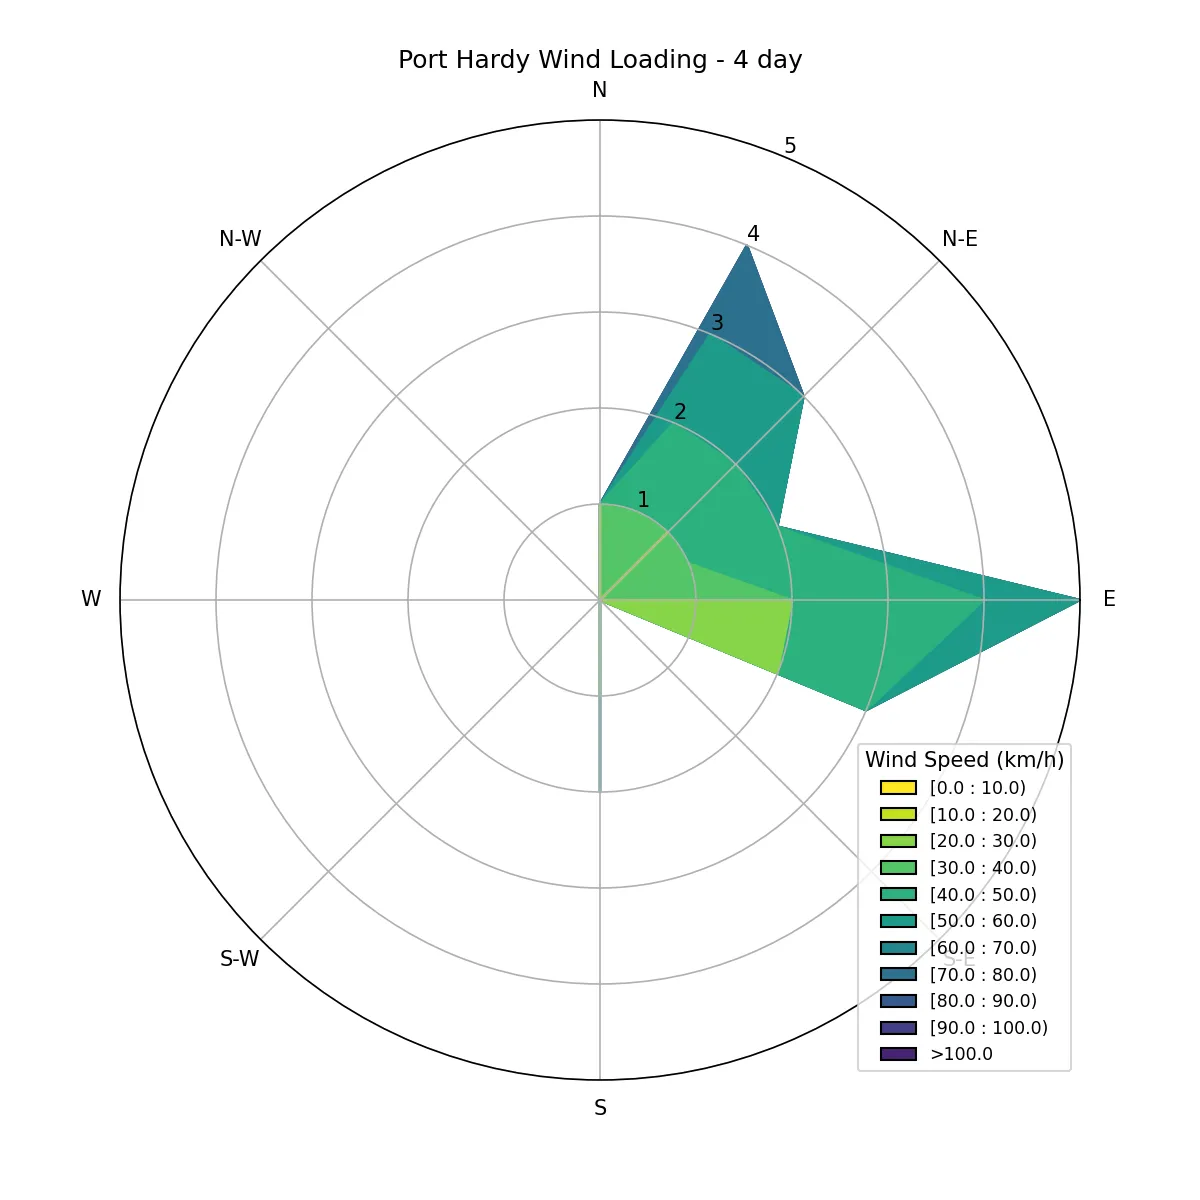 Port Hardy Wind Loading - 4 day
N
5
N-W
4
N-E
3
2
1
W
E
Wind Speed (km/h)
[0.0 : 10.0)
[10.0 : 20.0)
[20.0 : 30.0)
[30.0 : 40.0)
[40.0 : 50.0)
[50.0 : 60.0)
[60.0 : 70.0)
[70.0 : 80.0)
[80.0 : 90.0)
[90.0 : 100.0)
>100.0
S-W
S-E
S